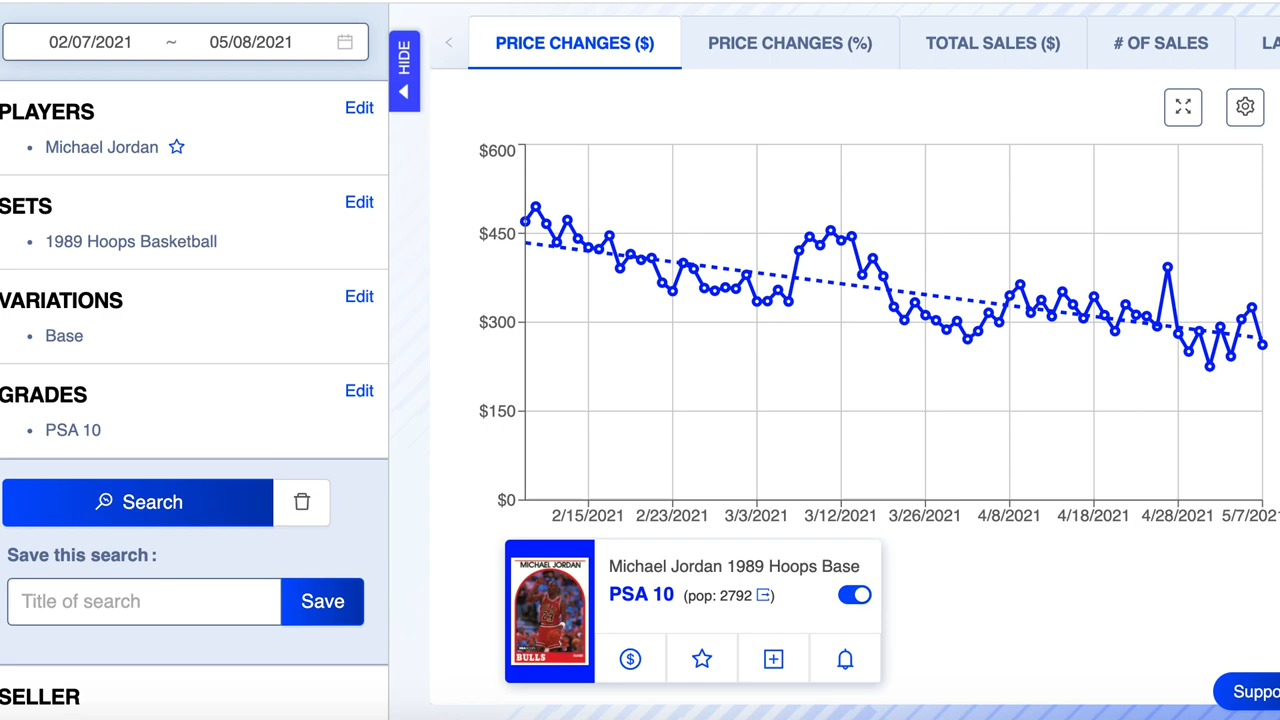 02/07/2021 ~ 05/08/2021
HIDE
PLAYERS Edit
Michael Jordan
SETS Edit
1989 Hoops Basketball
VARIATIONS Edit
Base
GRADES Edit
PSA 10
Search
Save this search :
Title of search
Save
SELLER
PRICE CHANGES ($) PRICE CHANGES (%) TOTAL SALES ($) # OF SALES LA
$600
$450
$300
$150
$0
2/15/2021 2/23/2021 3/3/2021 3/12/2021 3/26/2021 4/8/2021 4/18/2021 4/28/2021 5/7/2021
MICHAEL JORDAN
BULLS
Michael Jordan 1989 Hoops Base
PSA 10 (pop: 2792)
Suppo